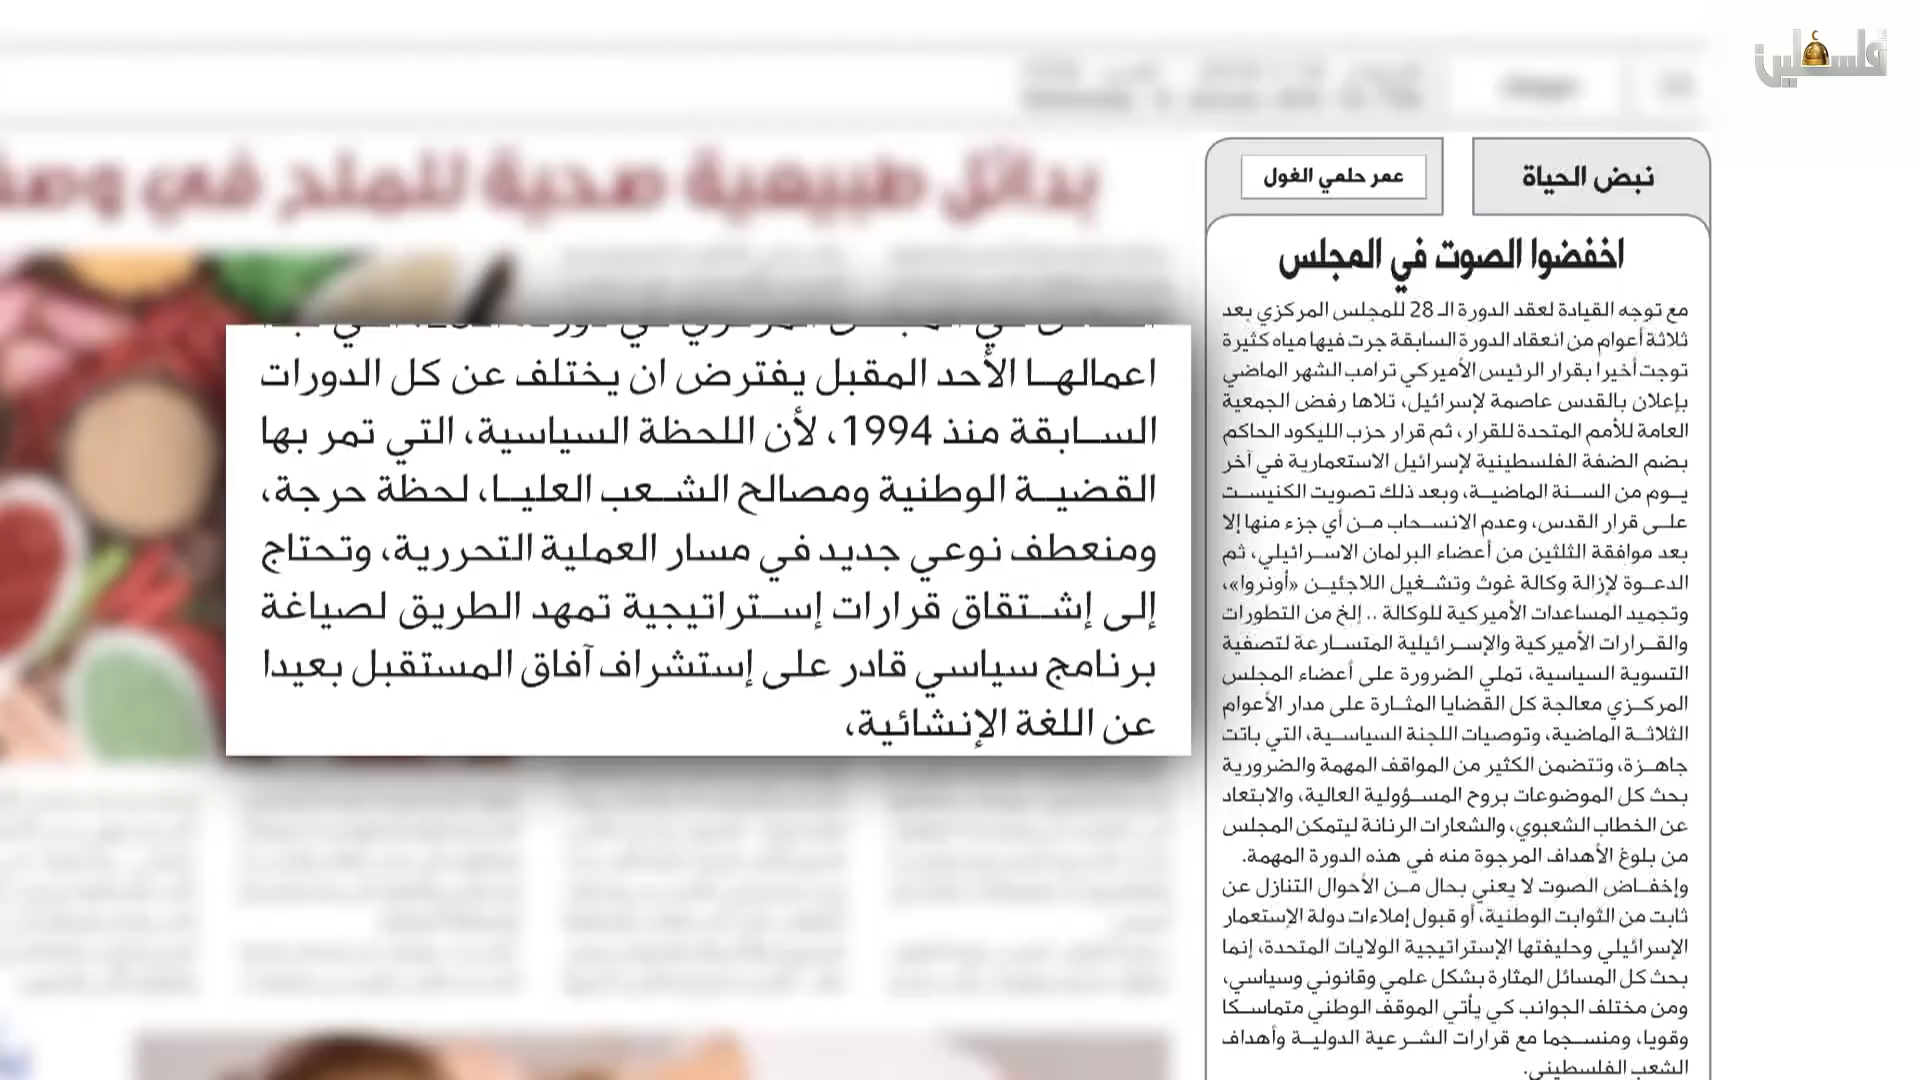 فلسطين
نبض الحياة
عمر حلمي الغول
اخفضوا الصوت في المجلس
مع توجه القيادة لعقد الدورة الـ 28 للمجلس المركزي بعد
ثلاثة أعوام من انعقاد الدورة السابقة جرت فيها مياه كثيرة
توجت أخيرا بقرار الرئيس الأميركي ترامب الشهر الماضي
بإعلان بالقدس عاصمة لإسرائيل، تلاها رفض الجمعية
العامة للأمم المتحدة للقرار، ثم قرار حزب الليكود الحاكم
بضم الضفة الفلسطينية لإسرائيل الاستعمارية في آخر
يوم من السنة الماضية، وبعد ذلك تصويت الكنيست
على قرار القدس، وعدم الانسحاب من أي جزء منها إلا
بعد موافقة الثلثين من أعضاء البرلمان الاسرائيلي، ثم
الدعوة لإزالة وكالة غوث وتشغيل اللاجئين «أونروا»،
وتجميد المساعدات الأميركية للوكالة .. إلخ من التطورات
والقرارات الأميركية والإسرائيلية المتسارعة لتصفية
التسوية السياسية، تملي الضرورة على أعضاء المجلس
المركزي معالجة كل القضايا المثارة على مدار الأعوام
الثلاثة الماضية، وتوصيات اللجنة السياسية، التي باتت
جاهزة، وتتضمن الكثير من المواقف المهمة والضرورية
بحث كل الموضوعات بروح المسؤولية العالية، والابتعاد
عن الخطاب الشعبوي، والشعارات الرنانة ليتمكن المجلس
من بلوغ الأهداف المرجوة منه في هذه الدورة المهمة.
وإخفاض الصوت لا يعني بحال من الأحوال التنازل عن
ثابت من الثوابت الوطنية، أو قبول إملاءات دولة الإستعمار
الإسرائيلي وحليفتها الإستراتيجية الولايات المتحدة، إنما
بحث كل المسائل المثارة بشكل علمي وقانوني وسياسي،
ومن مختلف الجوانب كي يأتي الموقف الوطني متماسكا
وقويا، ومنسجما مع قرارات الشرعية الدولية وأهداف
الشعب الفلسطيني.
اعمالها الأحد المقبل يفترض ان يختلف عن كل الدورات
السابقة منذ 1994، لأن اللحظة السياسية، التي تمر بها
القضية الوطنية ومصالح الشعب العليا، لحظة حرجة،
ومنعطف نوعي جديد في مسار العملية التحررية، وتحتاج
إلى إشتقاق قرارات إستراتيجية تمهد الطريق لصياغة
برنامج سياسي قادر على إستشراف آفاق المستقبل بعيدا
عن اللغة الإنشائية،
بدائل طبيعية صحية للملح في